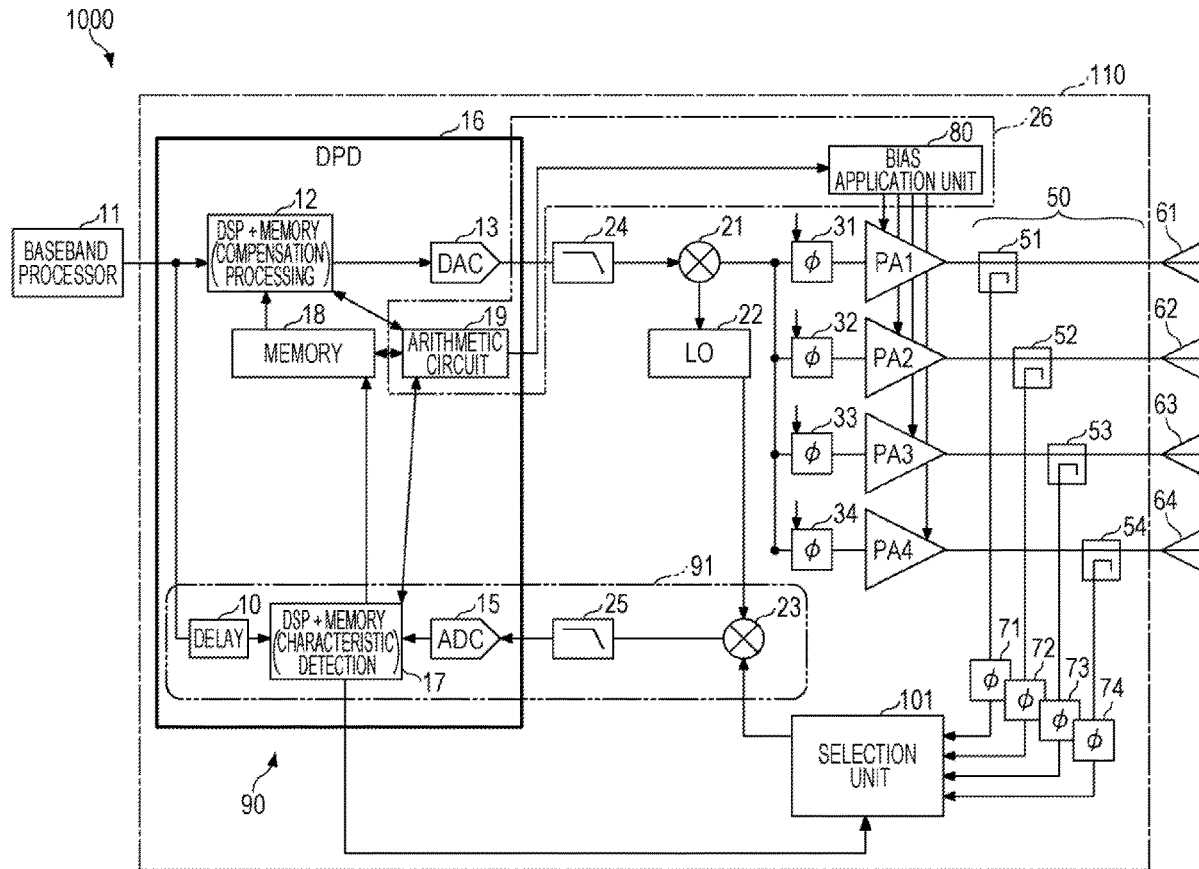 1000
110
16
26
80
DPD
BIAS
APPLICATION UNIT
11
12
13
24
21
31
50
61
BASEBAND
PROCESSOR
DSP + MEMORY
(COMPENSATION
PROCESSING)
DAC
ϕ
PA1
51
18
19
22
32
62
MEMORY
ARITHMETIC
CIRCUIT
LO
ϕ
PA2
52
33
63
ϕ
PA3
53
34
64
ϕ
PA4
54
91
10
15
25
23
DELAY
DSP + MEMORY
(CHARACTERISTIC
DETECTION)
ADC
17
71
72
73
74
ϕ
ϕ
ϕ
ϕ
101
SELECTION
UNIT
90